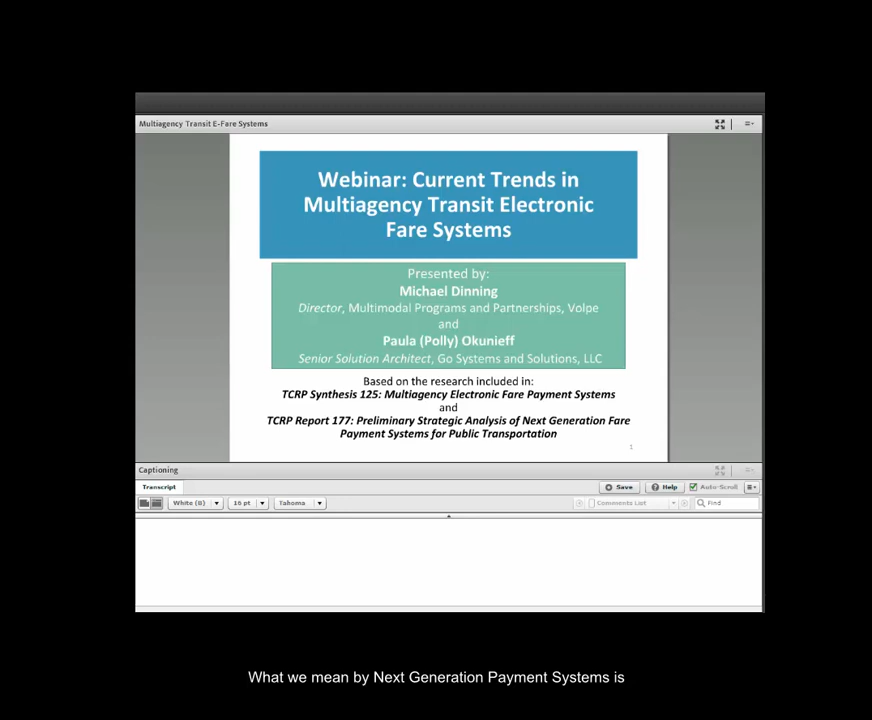 Multiagency Transit E-Fare Systems
Webinar: Current Trends in
Multiagency Transit Electronic
Fare Systems
Presented by:
Michael Dinning
Director, Multimodal Programs and Partnerships, Volpe
and
Paula (Polly) Okunieff
Senior Solution Architect, Go Systems and Solutions, LLC
Based on the research included in:
TCRP Synthesis 125: Multiagency Electronic Fare Payment Systems
and
TCRP Report 177: Preliminary Strategic Analysis of Next Generation Fare
Payment Systems for Public Transportation
1
Captioning
Transcript
Save Help Auto-Scroll
White (B) 16 pt Tahoma Comments List Find
What we mean by Next Generation Payment Systems is